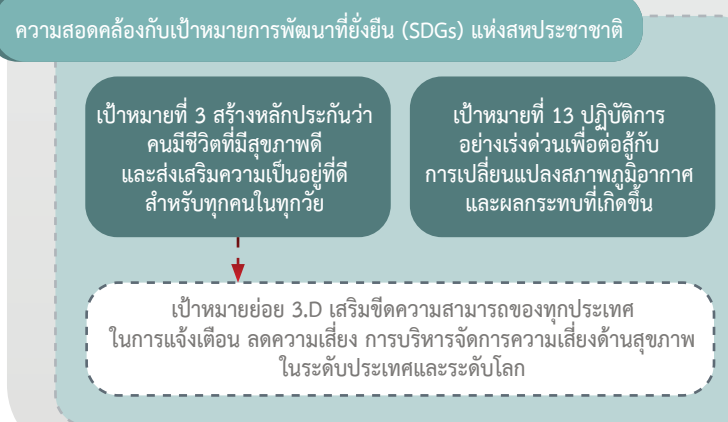 ความสอดคล้องกับเป้าหมายการพัฒนาที่ยั่งยืน (SDGs) แห่งสหประชาชาติ
เป้าหมายที่ 3 สร้างหลักประกันว่า
คนมีชีวิตที่มีสุขภาพดี
และส่งเสริมความเป็นอยู่ที่ดี
สำหรับทุกคนในทุกวัย
เป้าหมายที่ 13 ปฏิบัติการ
อย่างเร่งด่วนเพื่อต่อสู้กับ
การเปลี่ยนแปลงสภาพภูมิอากาศ
และผลกระทบที่เกิดขึ้น
เป้าหมายย่อย 3.D เสริมขีดความสามารถของทุกประเทศ
ในการแจ้งเตือน ลดความเสี่ยง การบริหารจัดการความเสี่ยงด้านสุขภาพ
ในระดับประเทศและระดับโลก